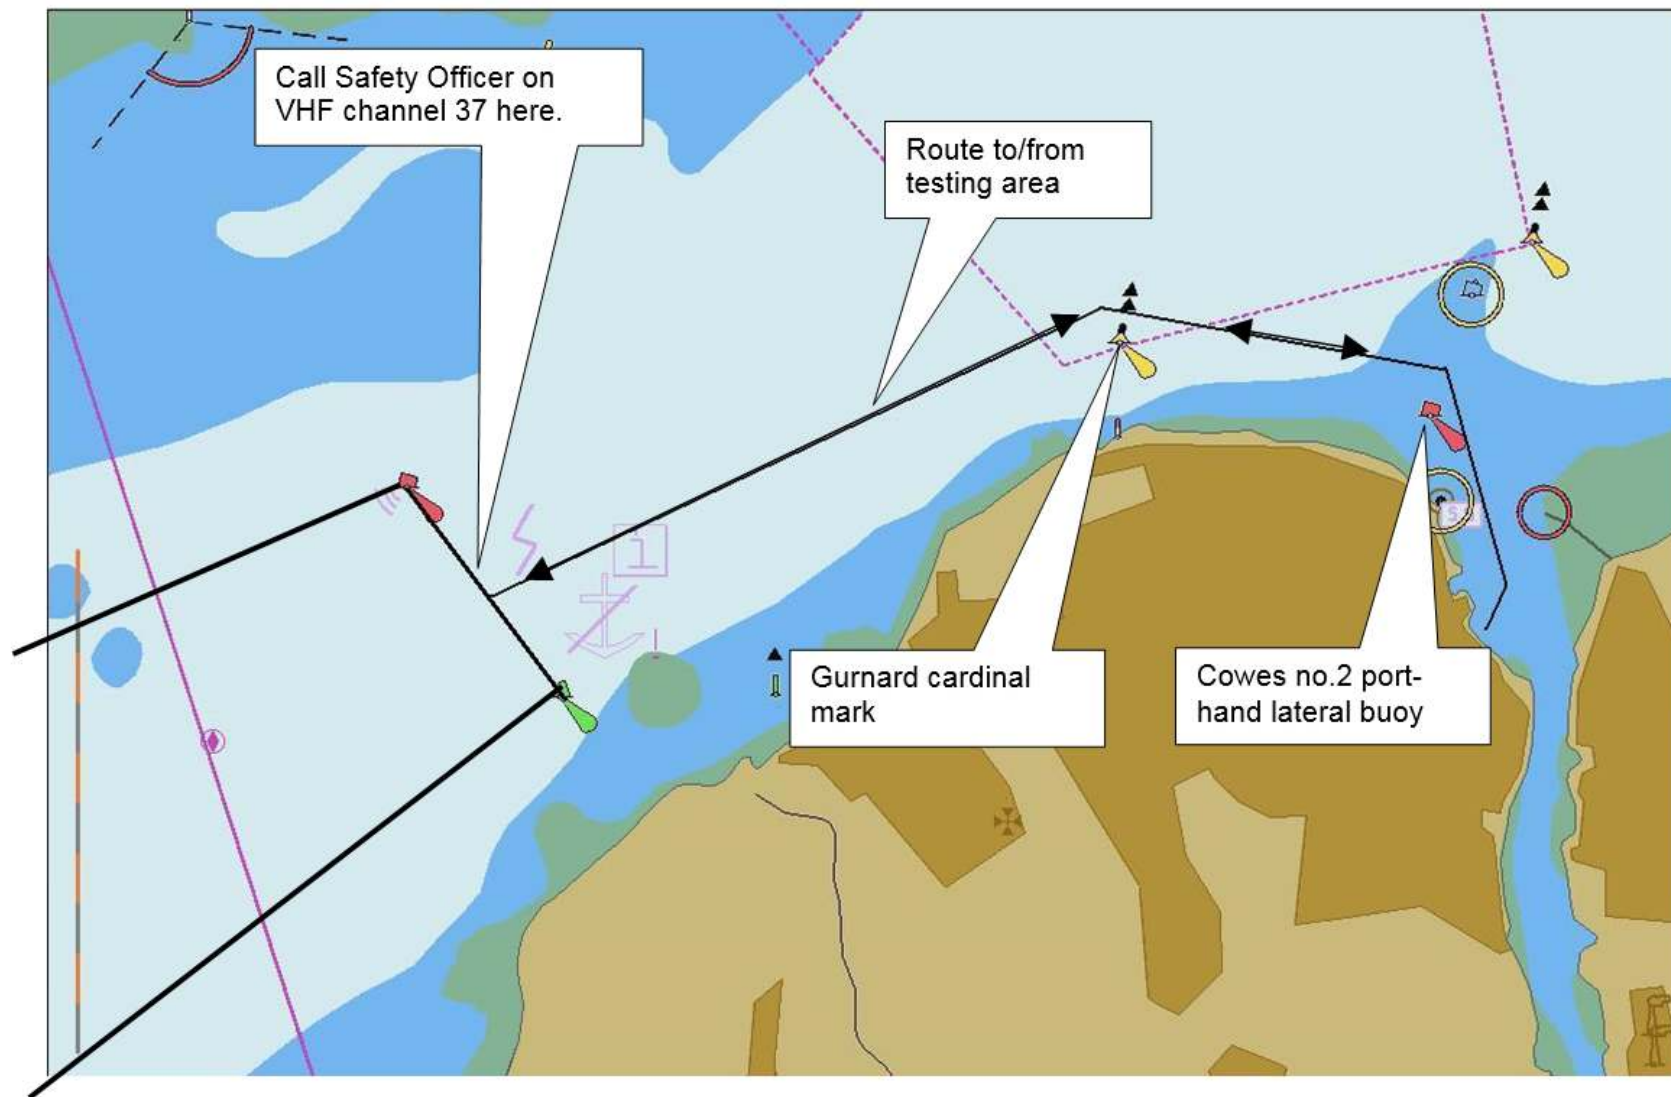 Call Safety Officer on
VHF channel 37 here.
Route to/from
testing area
Gurnard cardinal
mark
Cowes no.2 port-
hand lateral buoy